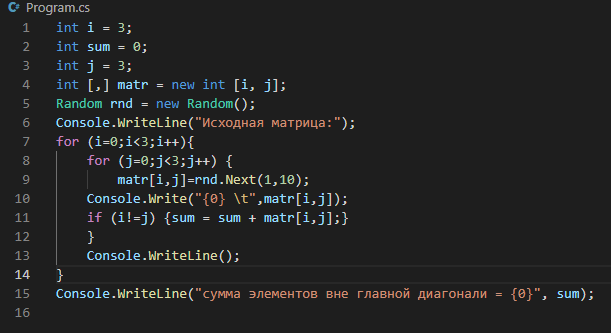 Program.cs
1 int i = 3;
2 int sum = 0;
3 int j = 3;
4 int [,] matr = new int [i, j];
5 Random rnd = new Random();
6 Console.WriteLine("Исходная матрица:");
7 for (i=0;i<3;i++){
8 for (j=0;j<3;j++) {
9 matr[i,j]=rnd.Next(1,10);
10 Console.Write("{0} \t",matr[i,j]);
11 if (i!=j) {sum = sum + matr[i,j];}
12 }
13 Console.WriteLine();
14 }
15 Console.WriteLine("сумма элементов вне главной диагонали = {0}", sum);
16